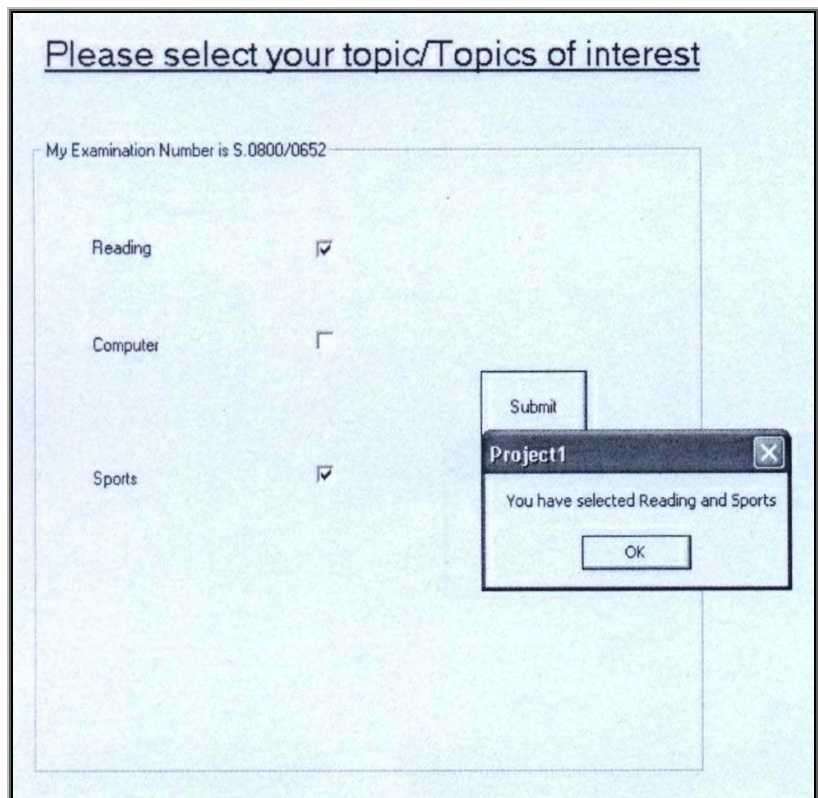 Please select your topic/Topics of interest
My Examination Number is S.0800/0652
Reading
Computer
Submit
Project1
Sports
You have selected Reading and Sports
OK